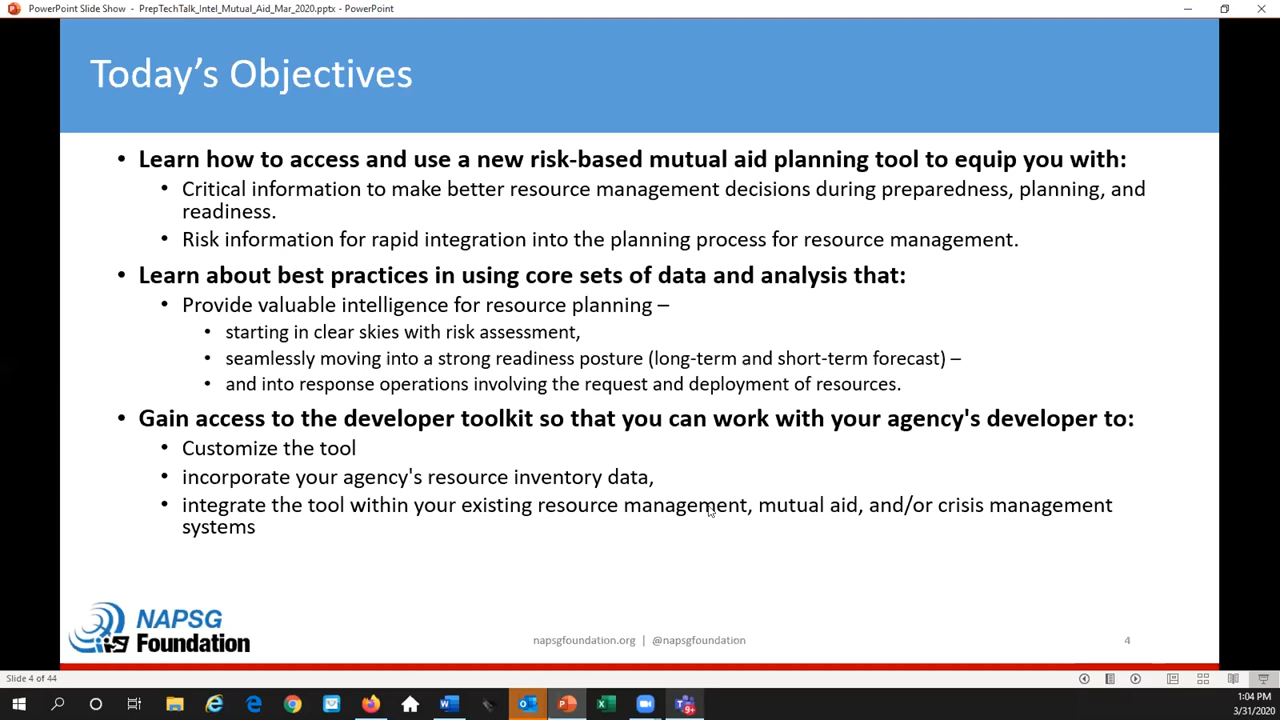 PowerPoint Slide Show - PrepTechTalk_Intel_Mutual_Aid_Mar_2020.pptx - PowerPoint
Today's Objectives
• Learn how to access and use a new risk-based mutual aid planning tool to equip you with:
• Critical information to make better resource management decisions during preparedness, planning, and
readiness.
• Risk information for rapid integration into the planning process for resource management.
• Learn about best practices in using core sets of data and analysis that:
• Provide valuable intelligence for resource planning –
• starting in clear skies with risk assessment,
• seamlessly moving into a strong readiness posture (long-term and short-term forecast) –
• and into response operations involving the request and deployment of resources.
• Gain access to the developer toolkit so that you can work with your agency's developer to:
• Customize the tool
• incorporate your agency's resource inventory data,
• integrate the tool within your existing resource management, mutual aid, and/or crisis management
systems
NAPSG
Foundation
napsgfoundation.org | @napsgfoundation
4
Slide 4 of 44
9+
1:04 PM
3/31/2020